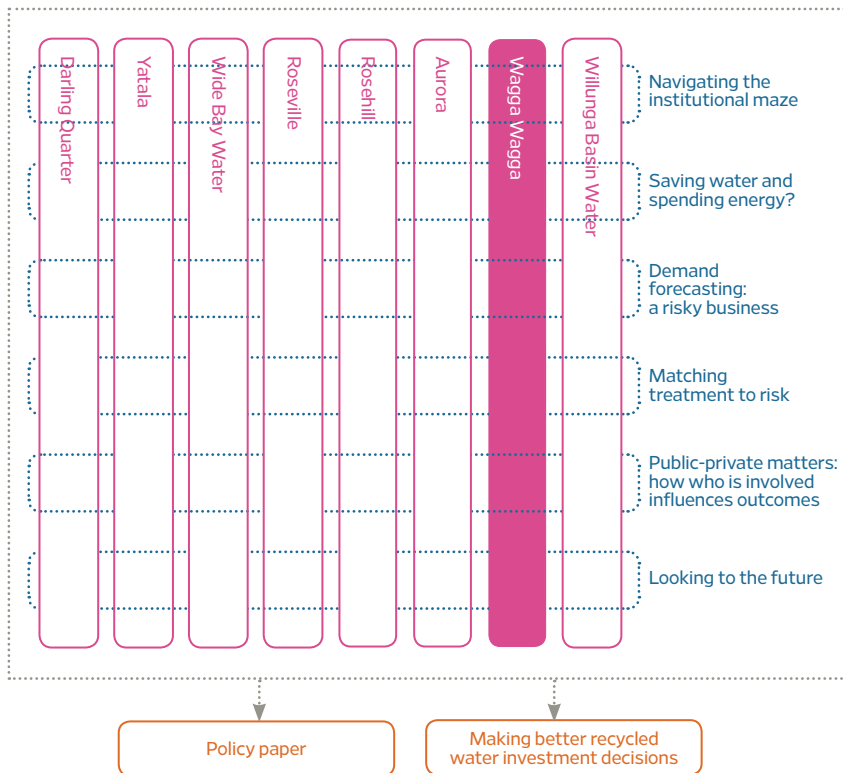 Darling Quarter
Yatala
Wide Bay Water
Roseville
Rosehill
Aurora
Wagga Wagga
Willunga Basin Water
Navigating the
institutional maze
Saving water and
spending energy?
Demand
forecasting:
a risky business
Matching
treatment to risk
Public-private matters:
how who is involved
influences outcomes
Looking to the future
Policy paper
Making better recycled
water investment decisions